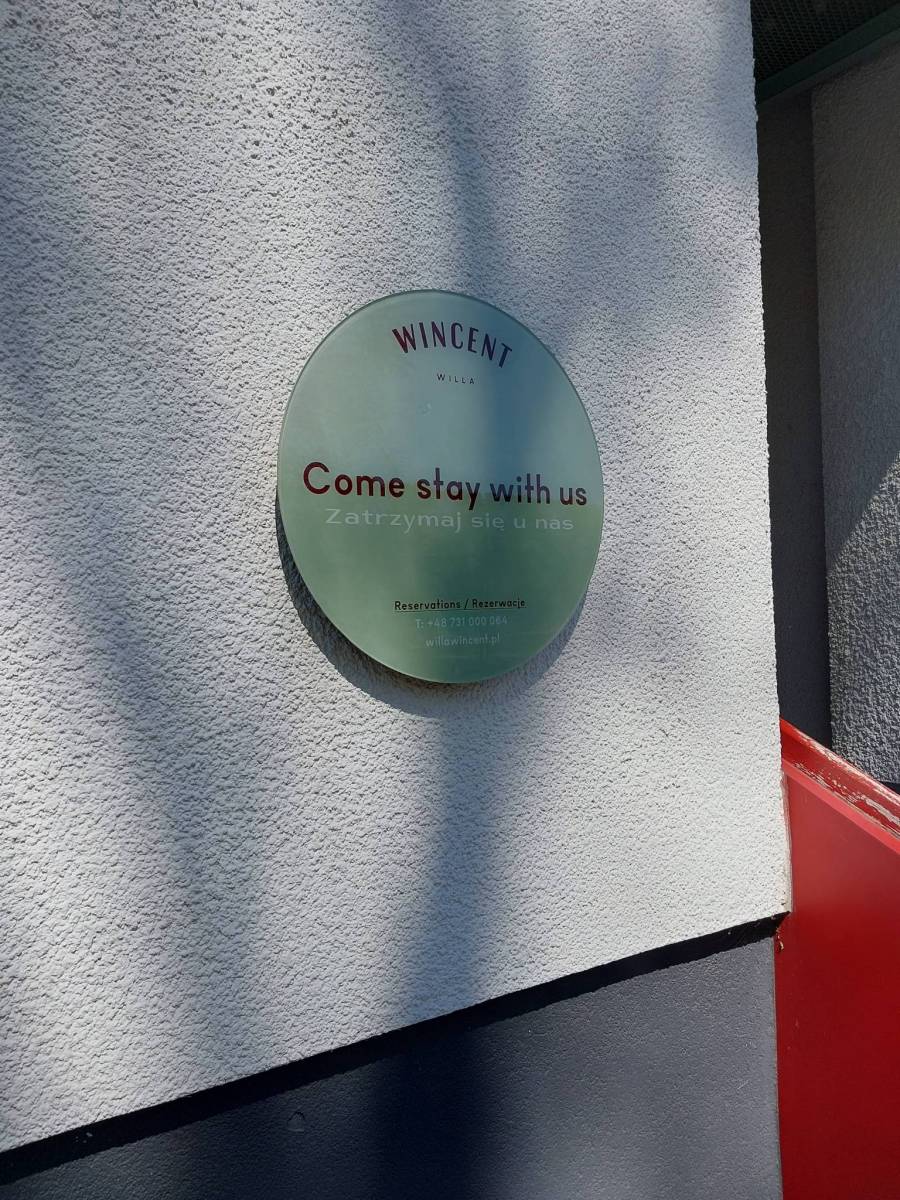 WINCENT
WILLA
Come stay with us
Zatrzymaj się u nas
Reservations / Rezerwacje
T: +48 731 000 064
willawincent.pl